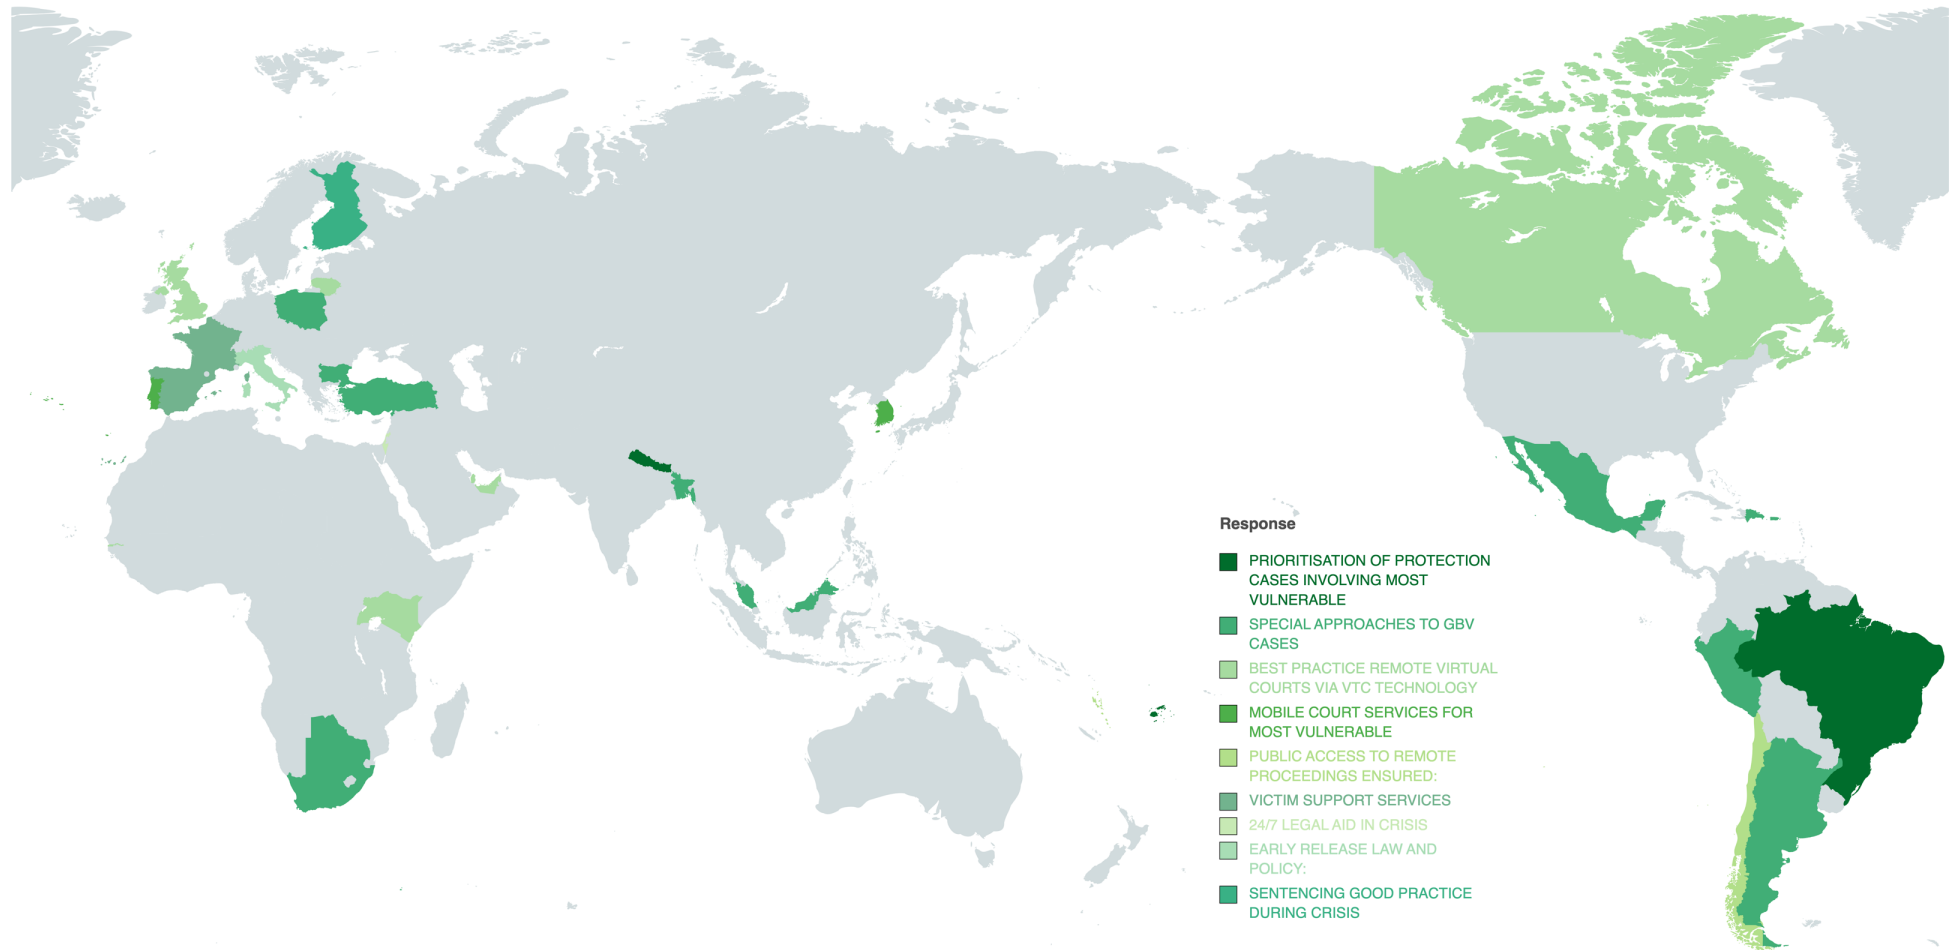 Response
PRIORITISATION OF PROTECTION
CASES INVOLVING MOST
VULNERABLE
SPECIAL APPROACHES TO GBV
CASES
BEST PRACTICE REMOTE VIRTUAL
COURTS VIA VTC TECHNOLOGY
MOBILE COURT SERVICES FOR
MOST VULNERABLE
PUBLIC ACCESS TO REMOTE
PROCEEDINGS ENSURED:
VICTIM SUPPORT SERVICES
24/7 LEGAL AID IN CRISIS
EARLY RELEASE LAW AND
POLICY:
SENTENCING GOOD PRACTICE
DURING CRISIS